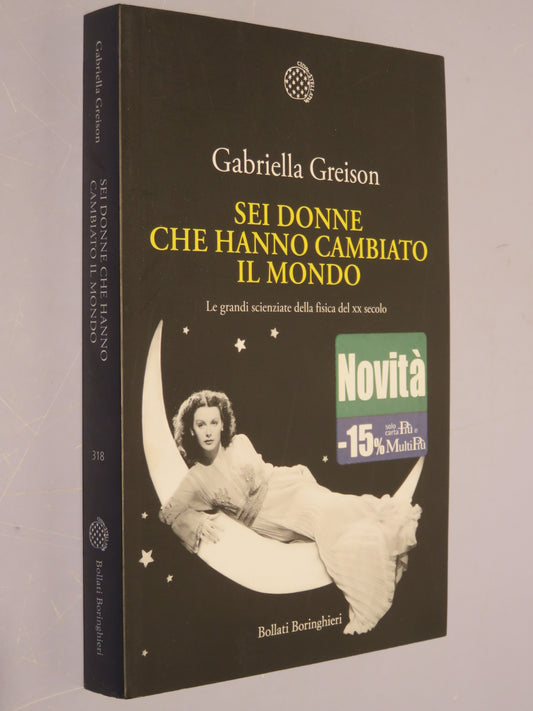 Gabriella Greison
SEI DONNE CHE HANNO
CAMBIATO IL MONDO
318
Bollati Boringhieri
Gabriella Greison
SEI DONNE
CHE HANNO CAMBIATO
IL MONDO
Le grandi scienziate della fisica del XX secolo
Novità
-15% solo carta Più e MultiPiù
Bollati Boringhieri